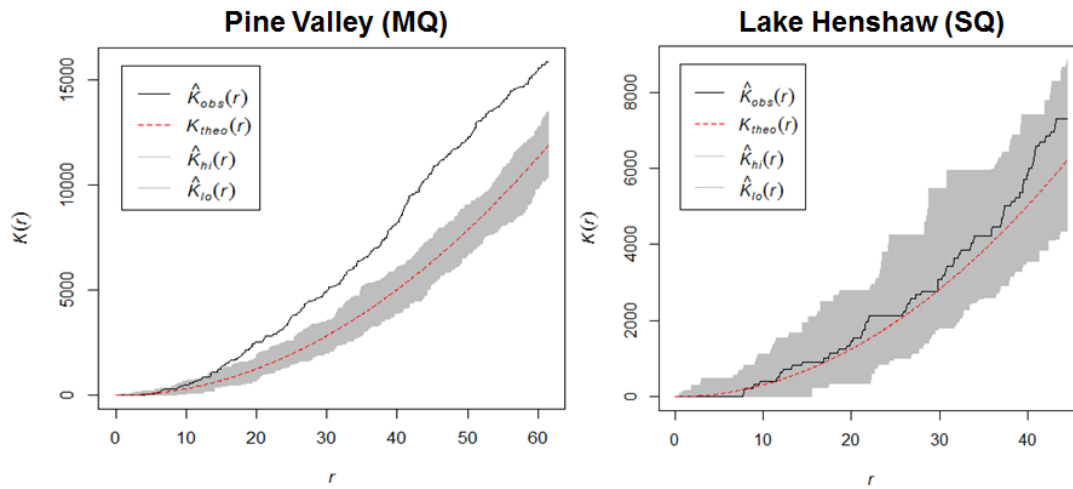 Pine Valley (MQ)
K̂obs(r)
Ktheo(r)
K̂hi(r)
K̂lo(r)
K(r)
0
5000
10000
15000
0 10 20 30 40 50 60
r
Lake Henshaw (SQ)
K̂obs(r)
Ktheo(r)
K̂hi(r)
K̂lo(r)
K(r)
0
2000
4000
6000
8000
0 10 20 30 40
r